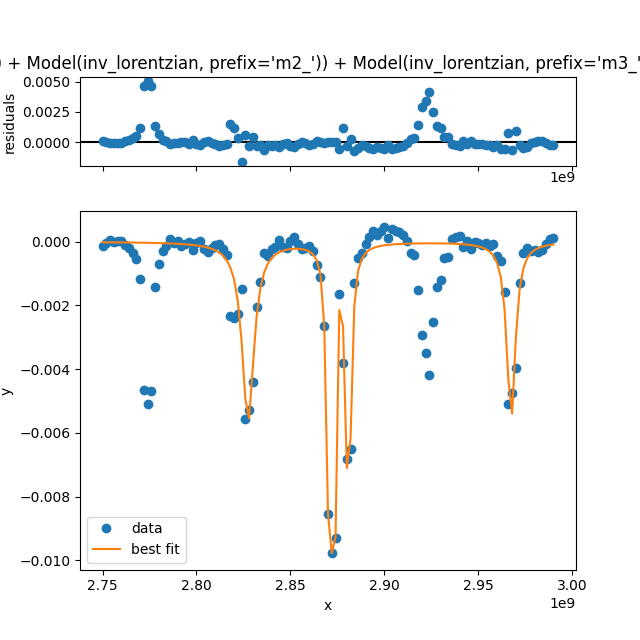 ) + Model(inv_lorentzian, prefix='m2_')) + Model(inv_lorentzian, prefix='m3_'
0.0050
0.0025
0.0000
residuals
1e9
0.000
−0.002
−0.004
−0.006
−0.008
−0.010
y
data
best fit
2.75
2.80
2.85
2.90
2.95
3.00
x
1e9